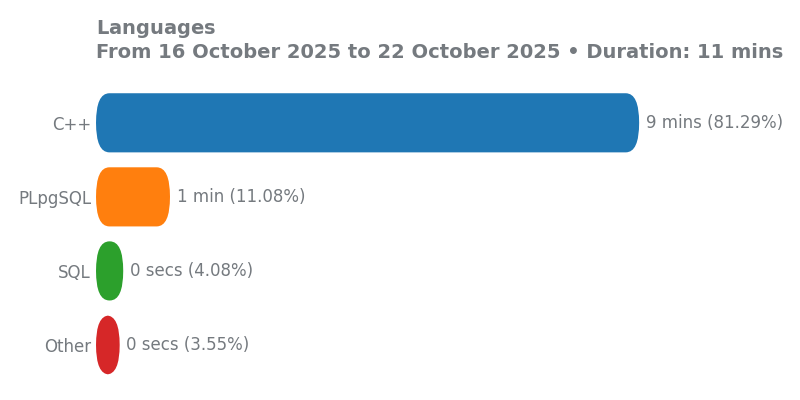 Languages
From 16 October 2025 to 22 October 2025 • Duration: 11 mins
C++ 9 mins (81.29%)
PLpgSQL 1 min (11.08%)
SQL 0 secs (4.08%)
Other 0 secs (3.55%)